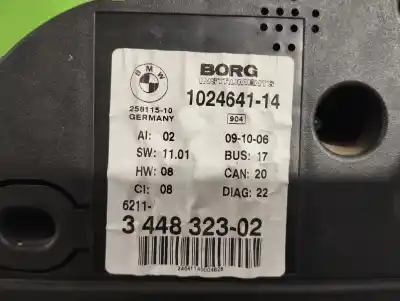 BMW
BORG
INSTRUMENTS
258115-10
GERMANY
1024641-14
904
AI: 02
09-10-06
SW: 11.01
BUS: 17
HW: 08
CAN: 20
CI: 08
DIAG: 22
6211-
3 448 323-02